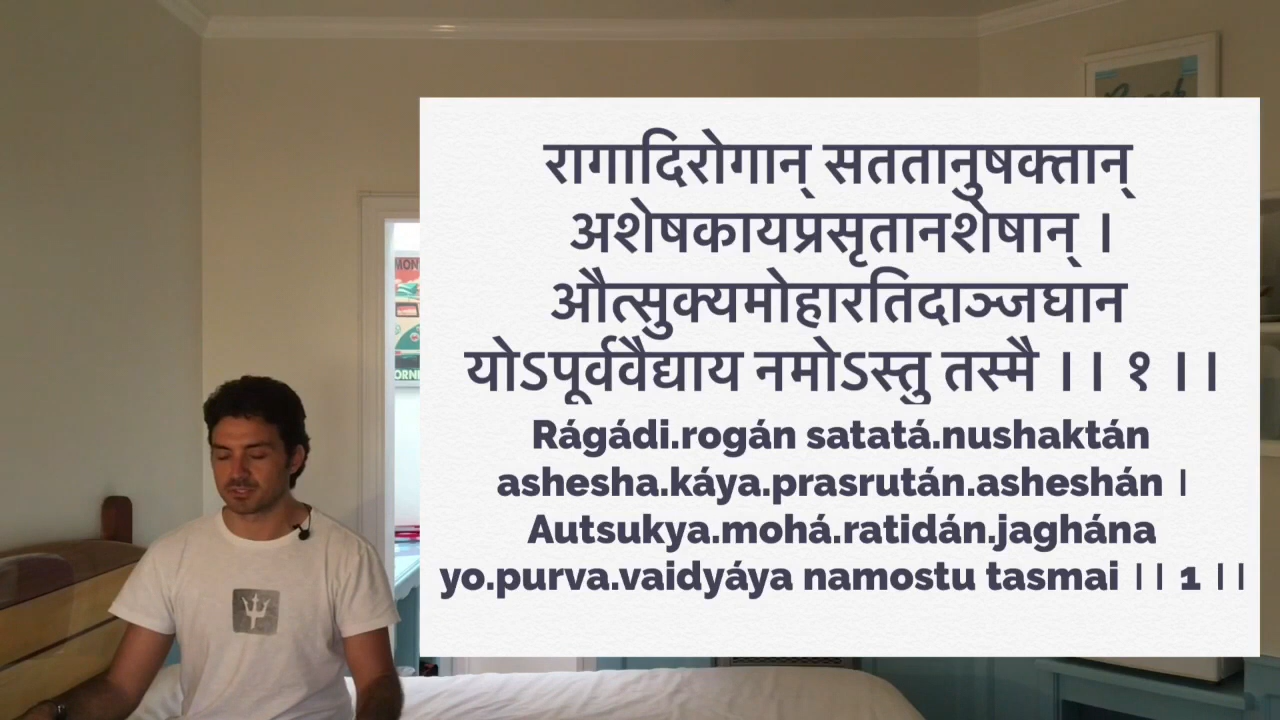 रागादिरोगान् सततानुषक्तान्
अशेषकायप्रसृतानशेषान् ।
औत्सुक्यमोहारतिदाञ्जघान
योऽपूर्ववैद्याय नमोऽस्तु तस्मै ।। १ ।।
Rágádi.rogán satatá.nushaktán
ashesha.káya.prasrután.asheshán ।
Autsukya.mohá.ratidán.jaghána
yo.purva.vaidyáya namostu tasmai ।। 1 ।।